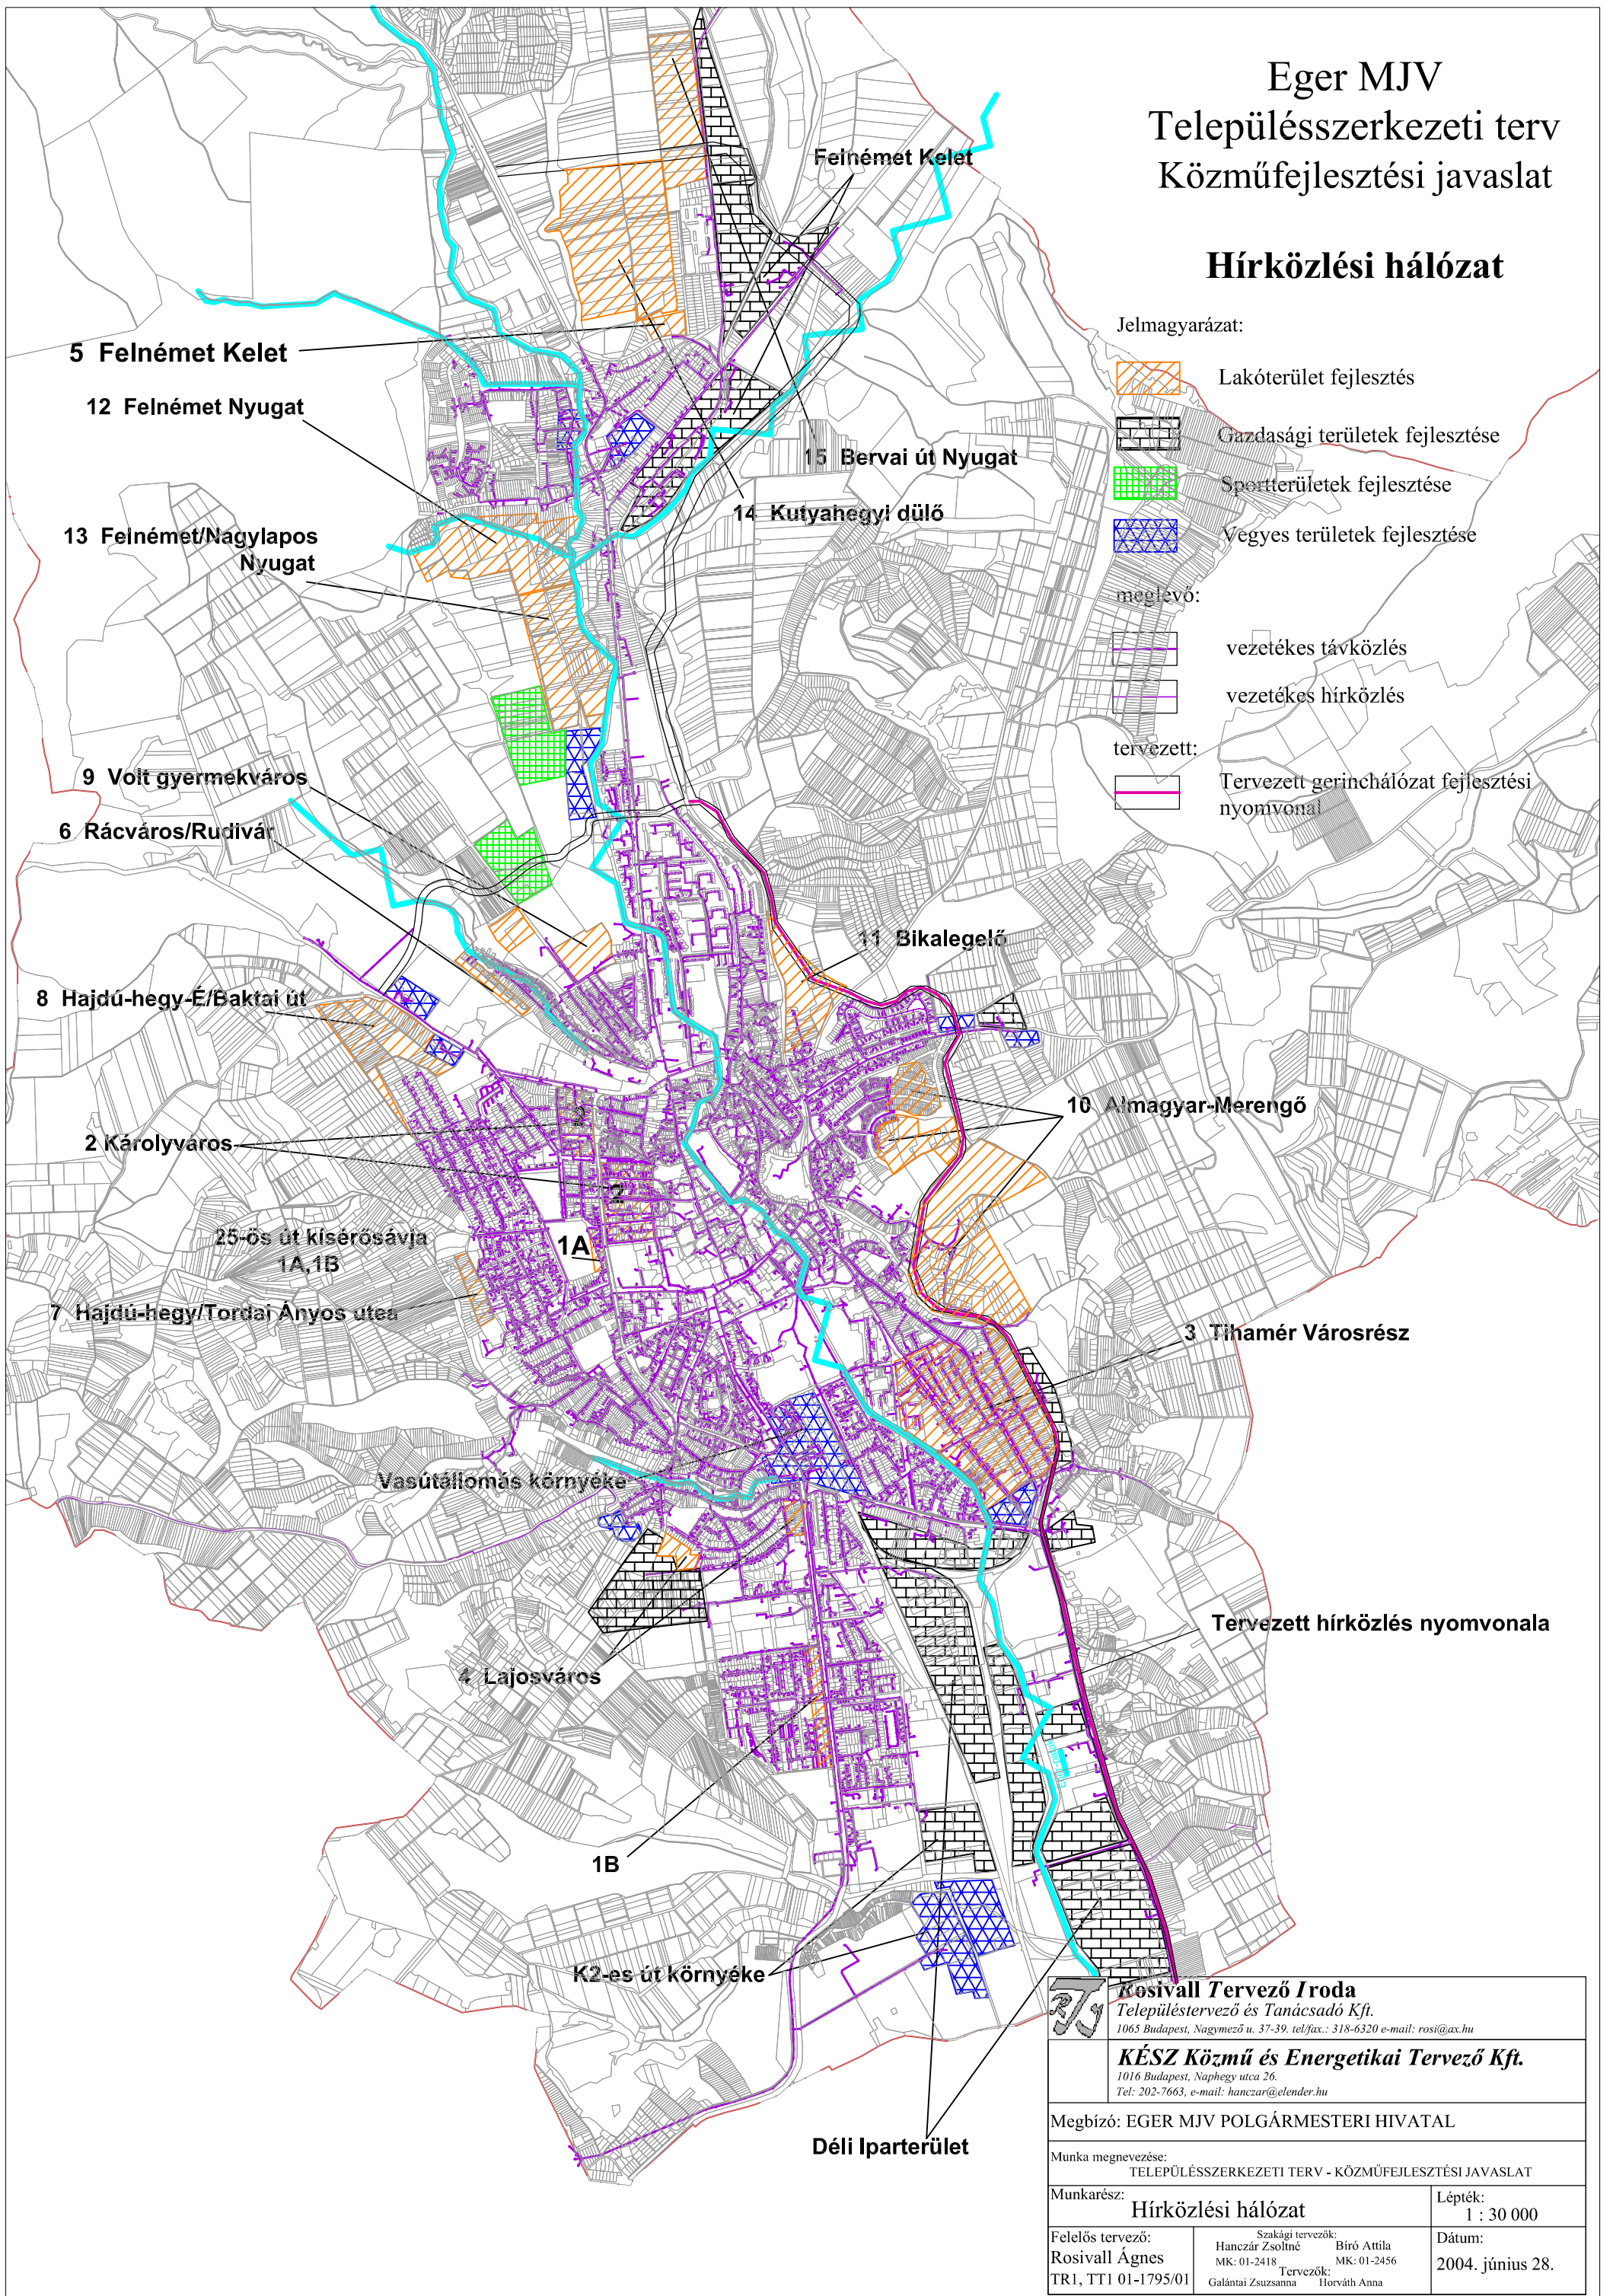 Eger MJV
Településszerkezeti terv
Közműfejlesztési javaslat
Hírközlési hálózat
Jelmagyarázat:
Lakóterület fejlesztés
Gazdasági területek fejlesztése
Sportterületek fejlesztése
Vegyes területek fejlesztése
meglévő:
vezetékes távközlés
vezetékes hírközlés
tervezett:
Tervezett gerinchálózat fejlesztési
nyomvonal
Felnémet Kelet
5 Felnémet Kelet
12 Felnémet Nyugat
15 Bervai út Nyugat
14 Kutyahegyi dülő
13 Felnémet/Nagylapos
Nyugat
9 Volt gyermekváros
6 Rácváros/Rudivár
11 Bikalegelő
8 Hajdú-hegy-É/Baktai út
10 Almagyar-Merengő
2 Károlyváros
2
2
25-ös út kísérősávja
1A,1B
1A
7 Hajdú-hegy/Tordai Ányos utca
3 Tihamér Városrész
Vasútállomás környéke
Tervezett hírközlés nyomvonala
4 Lajosváros
1B
K2-es út környéke
Déli Iparterület
Rosivall Tervező Iroda
Településtervező és Tanácsadó Kft.
1065 Budapest, Nagymező u. 37-39. tel/fax.: 318-6320 e-mail: rosi@ax.hu
KÉSZ Közmű és Energetikai Tervező Kft.
1016 Budapest, Naphegy utca 26.
Tel: 202-7663, e-mail: hanczar@elender.hu
Megbízó: EGER MJV POLGÁRMESTERI HIVATAL
Munka megnevezése:
TELEPÜLÉSSZERKEZETI TERV - KÖZMŰFEJLESZTÉSI JAVASLAT
Munkarész:
Hírközlési hálózat
Lépték:
1 : 30 000
Felelős tervező:
Rosivall Ágnes
TR1, TT1 01-1795/01
Szakági tervezők:
Hanczár Zsoltné Bíró Attila
MK: 01-2418 MK: 01-2456
Tervezők:
Galántai Zsuzsanna Horváth Anna
Dátum:
2004. június 28.